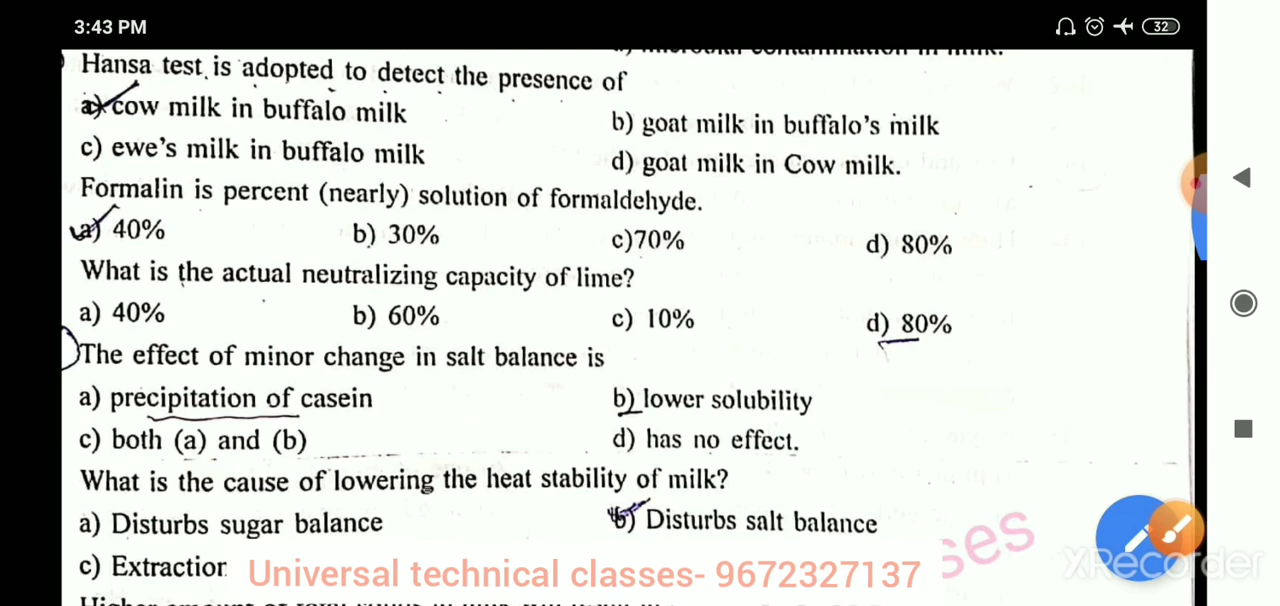 3:43 PM
32
Hansa test is adopted to detect the presence of
a) cow milk in buffalo milk
b) goat milk in buffalo's milk
c) ewe's milk in buffalo milk
d) goat milk in Cow milk.
Formalin is percent (nearly) solution of formaldehyde.
a) 40%
b) 30%
c)70%
d) 80%
What is the actual neutralizing capacity of lime?
a) 40%
b) 60%
c) 10%
d) 80%
The effect of minor change in salt balance is
a) precipitation of casein
b) lower solubility
c) both (a) and (b)
d) has no effect.
What is the cause of lowering the heat stability of milk?
a) Disturbs sugar balance
b) Disturbs salt balance
c) Extraction
Universal technical classes- 9672327137
ses
XRecorder